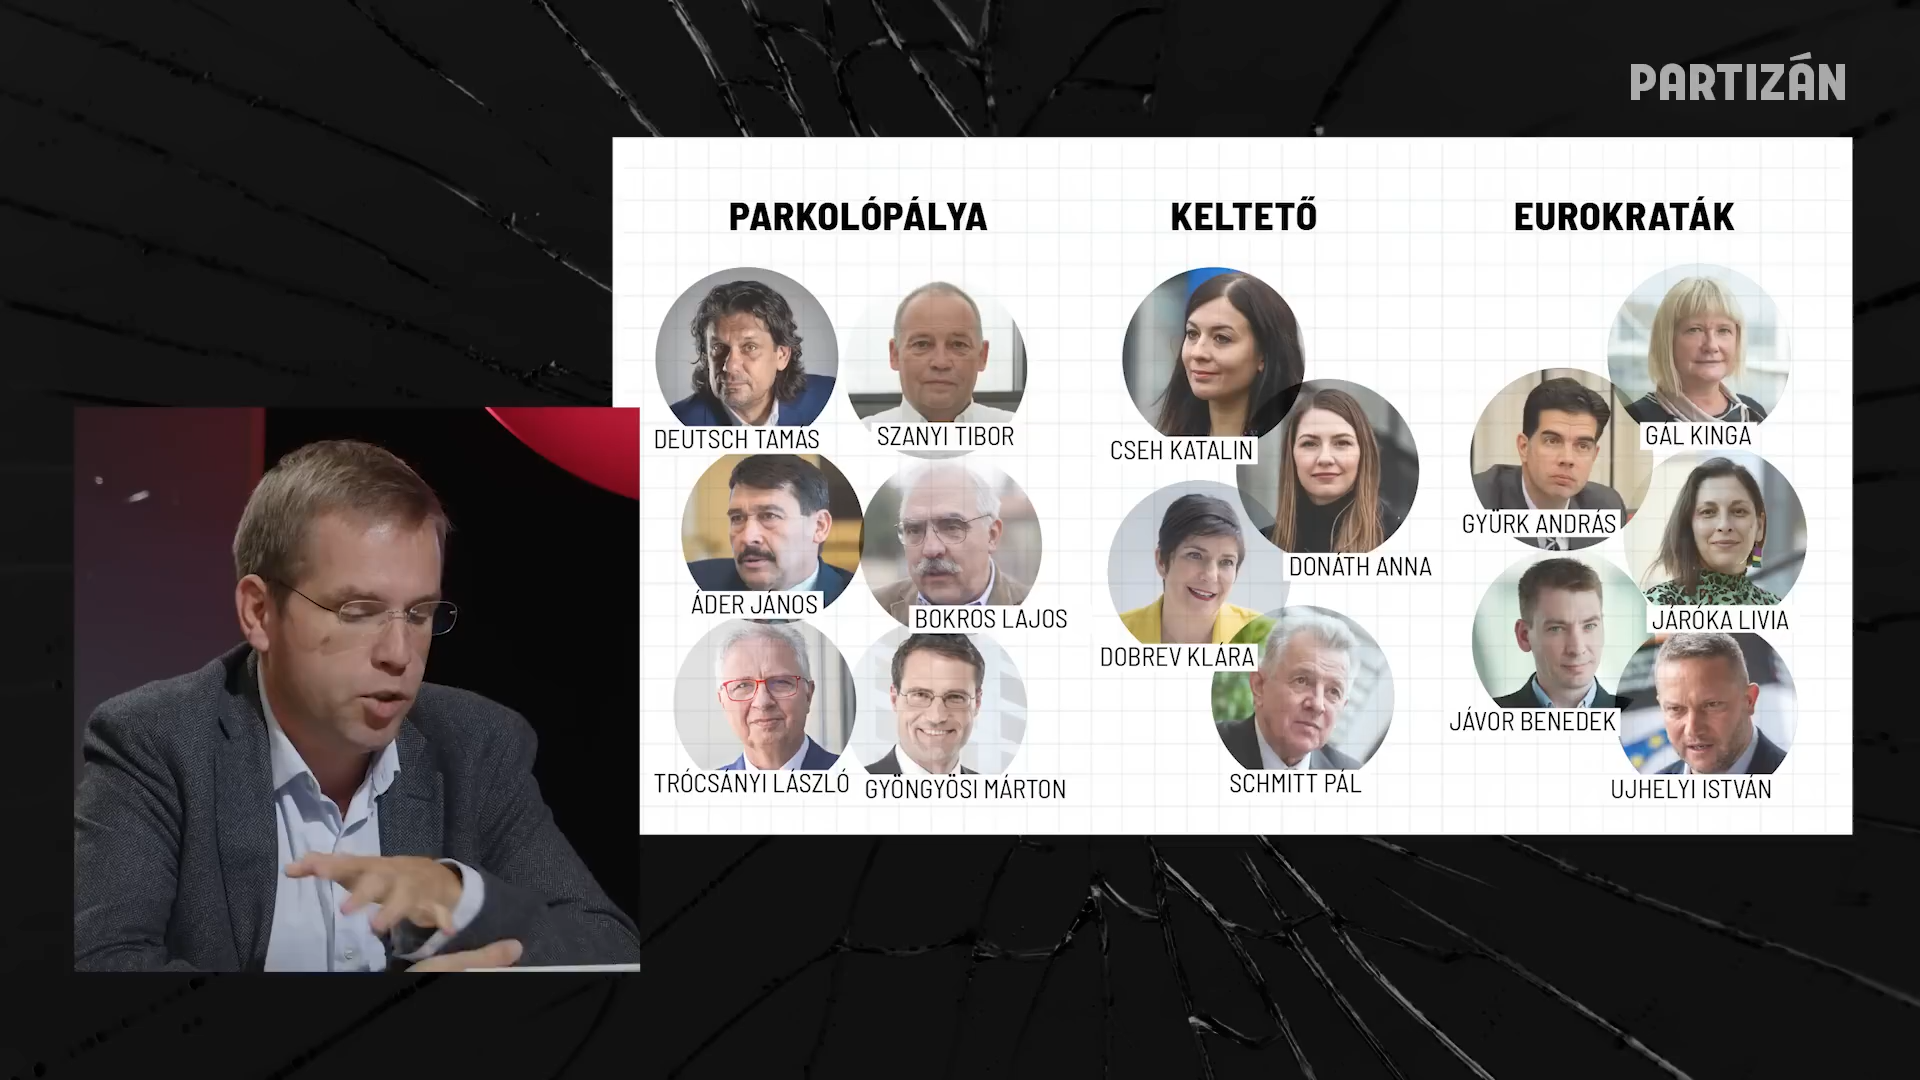 PARTIZÁN
PARKOLÓPÁLYA
DEUTSCH TAMÁS
SZANYI TIBOR
ÁDER JÁNOS
BOKROS LAJOS
TRÓCSÁNYI LÁSZLÓ
GYÖNGYÖSI MÁRTON
KELTETŐ
CSEH KATALIN
DONÁTH ANNA
DOBREV KLÁRA
SCHMITT PÁL
EUROKRATÁK
GÁL KINGA
GYÜRK ANDRÁS
JÁRÓKA LIVIA
JÁVOR BENEDEK
UJHELYI ISTVÁN